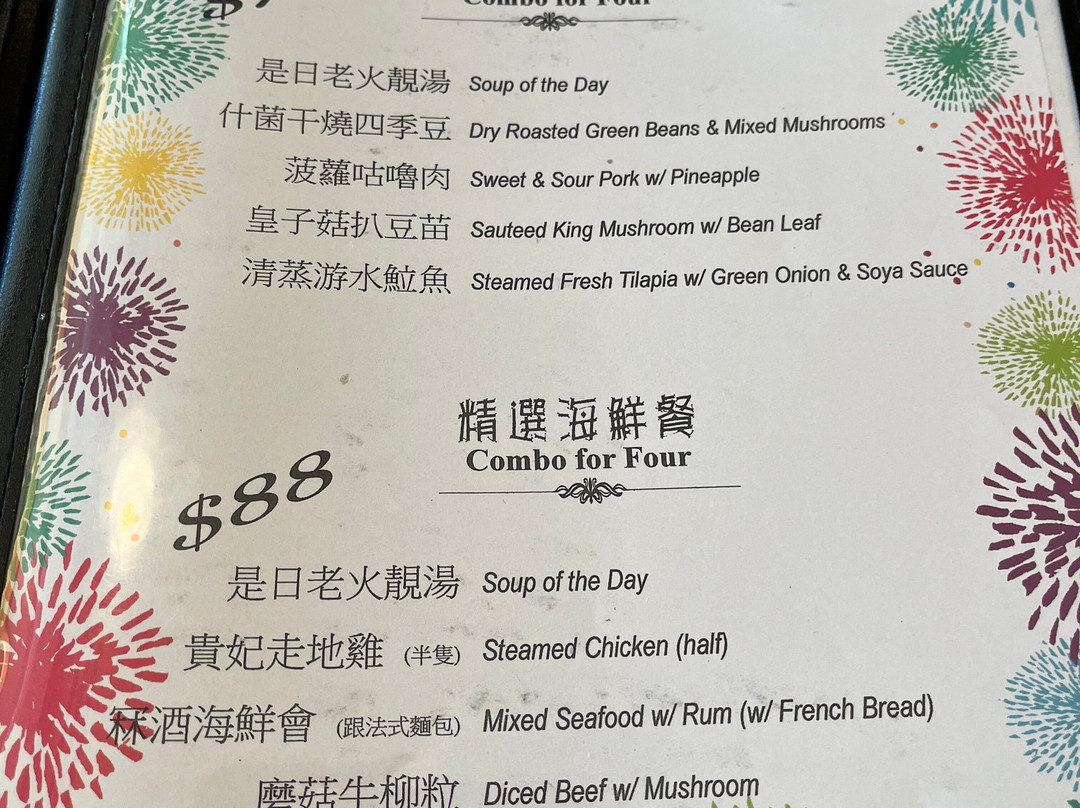 Combo for Four
是日老火靚湯 Soup of the Day
什菌干燒四季豆 Dry Roasted Green Beans & Mixed Mushrooms
菠蘿咕嚕肉 Sweet & Sour Pork w/ Pineapple
皇子菇扒豆苗 Sauteed King Mushroom w/ Bean Leaf
清蒸游水䱀魚 Steamed Fresh Tilapia w/ Green Onion & Soya Sauce
精選海鮮餐
Combo for Four
$88
是日老火靚湯 Soup of the Day
貴妃走地雞 (半隻) Steamed Chicken (half)
冧酒海鮮會 (跟法式麵包) Mixed Seafood w/ Rum (w/ French Bread)
磨菇牛柳粒 Diced Beef w/ Mushroom